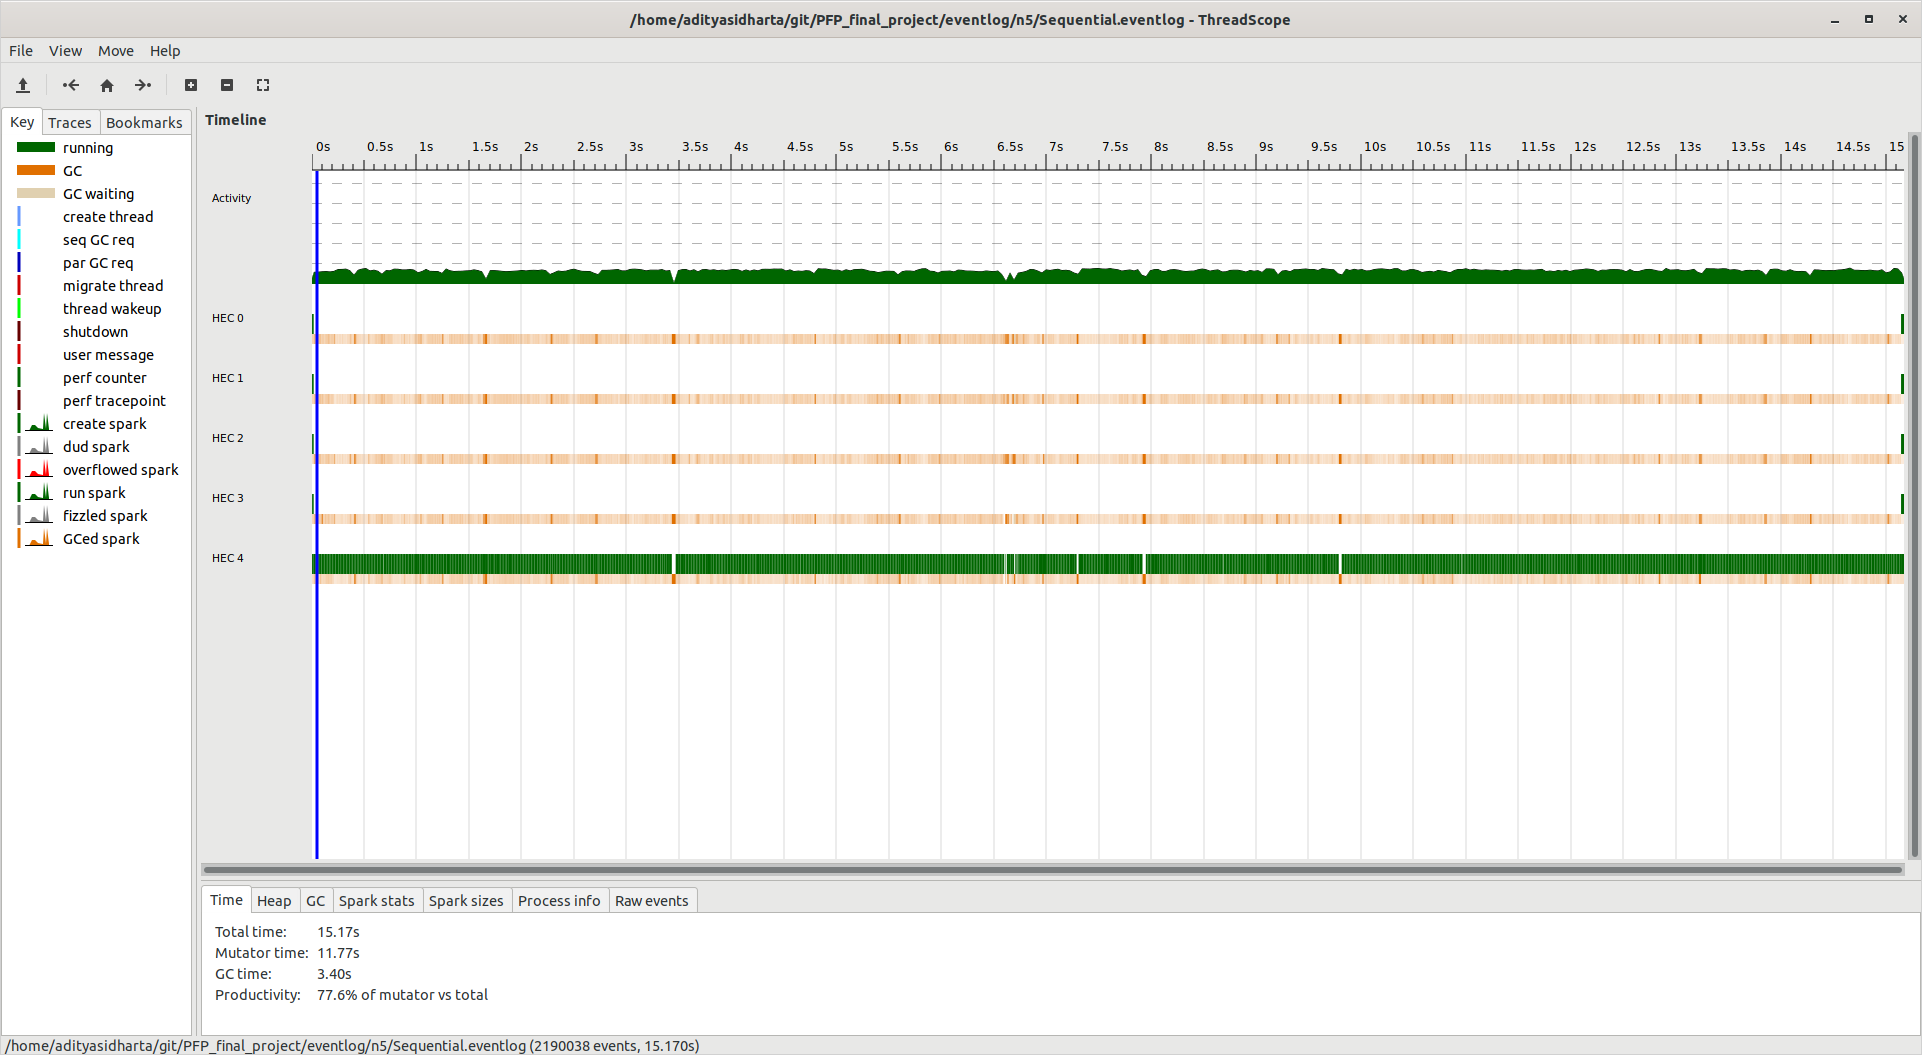 /home/adityasidharta/git/PFP_final_project/eventlog/n5/Sequential.eventlog - ThreadScope
File View Move Help
Key Traces Bookmarks
running
GC
GC waiting
create thread
seq GC req
par GC req
migrate thread
thread wakeup
shutdown
user message
perf counter
perf tracepoint
create spark
dud spark
overflowed spark
run spark
fizzled spark
GCed spark
Timeline
0s 0.5s 1s 1.5s 2s 2.5s 3s 3.5s 4s 4.5s 5s 5.5s 6s 6.5s 7s 7.5s 8s 8.5s 9s 9.5s 10s 10.5s 11s 11.5s 12s 12.5s 13s 13.5s 14s 14.5s 15
Activity
HEC 0
HEC 1
HEC 2
HEC 3
HEC 4
Time Heap GC Spark stats Spark sizes Process info Raw events
Total time: 15.17s
Mutator time: 11.77s
GC time: 3.40s
Productivity: 77.6% of mutator vs total
/home/adityasidharta/git/PFP_final_project/eventlog/n5/Sequential.eventlog (2190038 events, 15.170s)